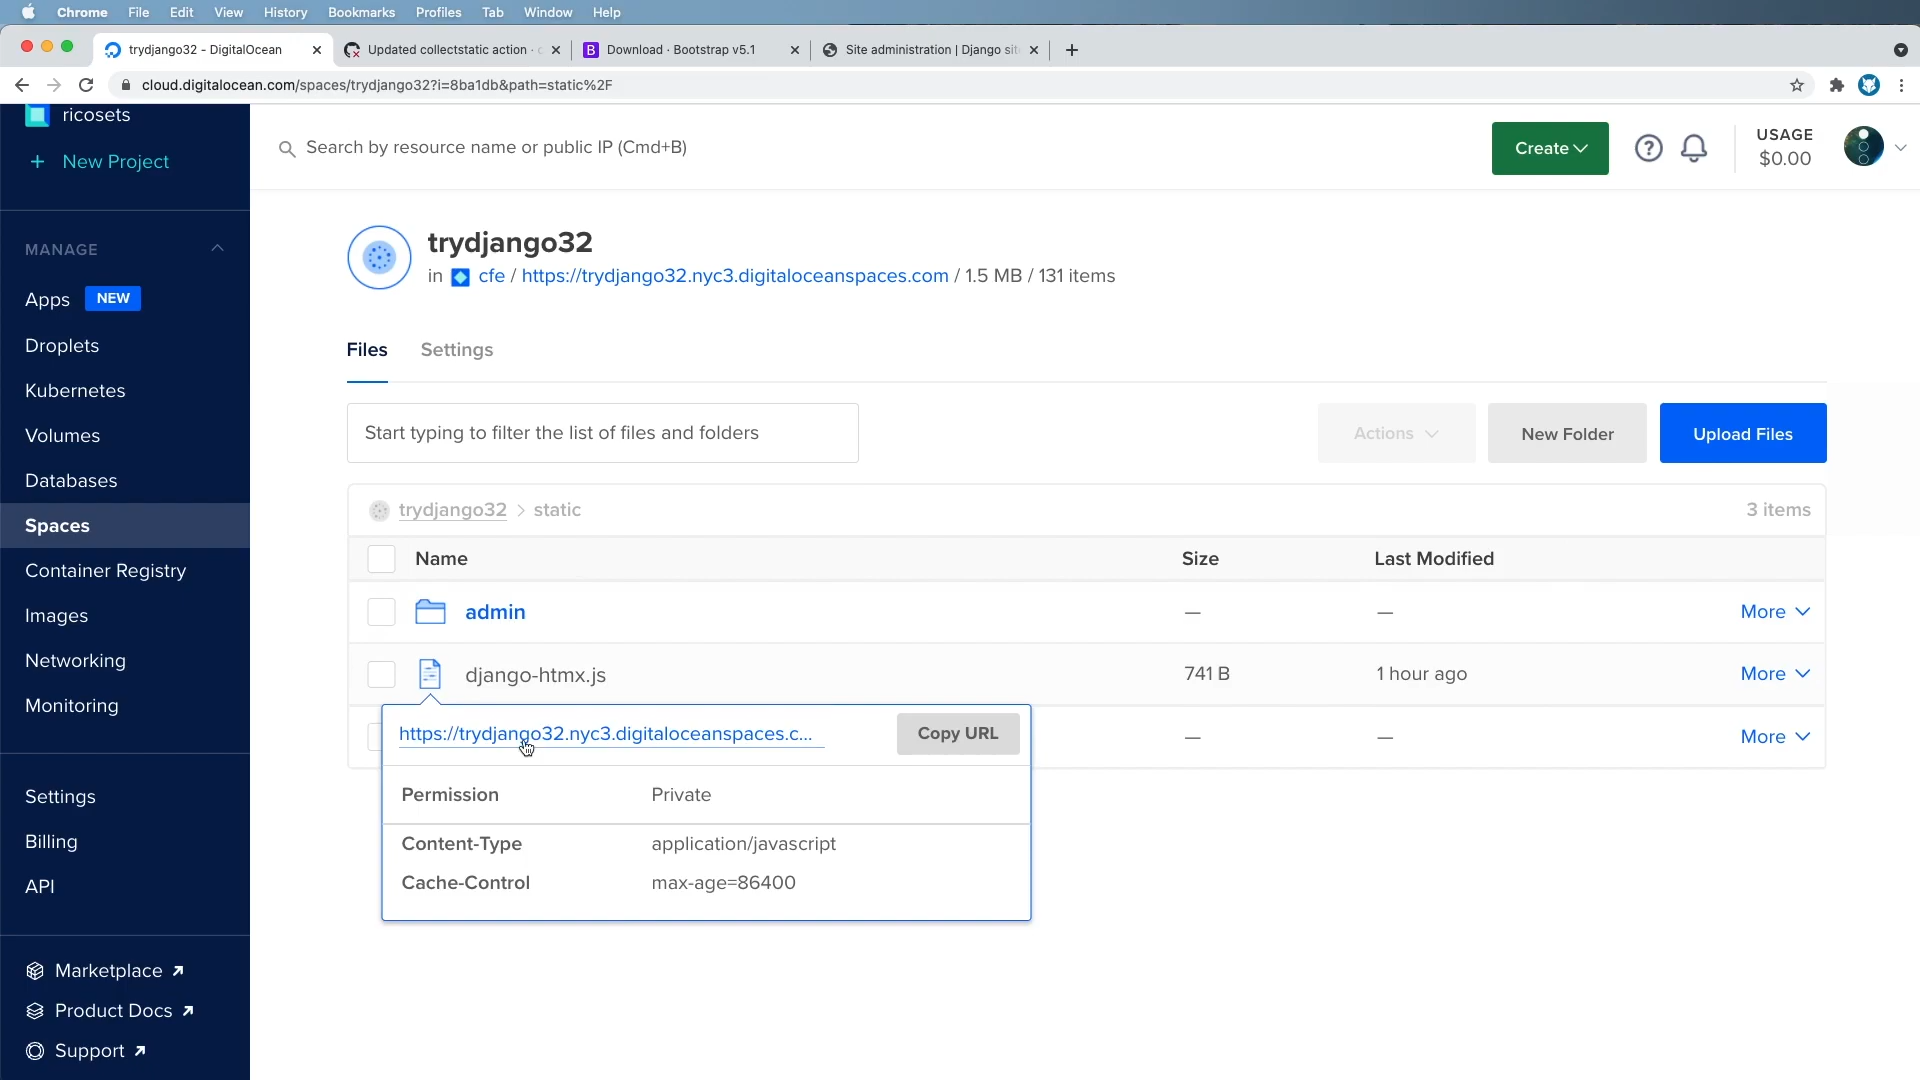 Chrome File Edit View History Bookmarks Profiles Tab Window Help
trydjango32 - DigitalOcean
Updated collectstatic action ·
Download · Bootstrap v5.1
Site administration | Django sit
cloud.digitalocean.com/spaces/trydjango32?i=8ba1db&path=static%2F
ricosets
+ New Project
MANAGE
Apps NEW
Droplets
Kubernetes
Volumes
Databases
Spaces
Container Registry
Images
Networking
Monitoring
Settings
Billing
API
Marketplace
Product Docs
Support
Search by resource name or public IP (Cmd+B)
Create
USAGE
$0.00
trydjango32
in cfe / https://trydjango32.nyc3.digitaloceanspaces.com / 1.5 MB / 131 items
Files Settings
Start typing to filter the list of files and folders
Actions
New Folder
Upload Files
trydjango32 > static
3 items
Name Size Last Modified
admin — — More
django-htmx.js 741 B 1 hour ago More
— — More
https://trydjango32.nyc3.digitaloceanspaces.c...
Copy URL
Permission Private
Content-Type application/javascript
Cache-Control max-age=86400